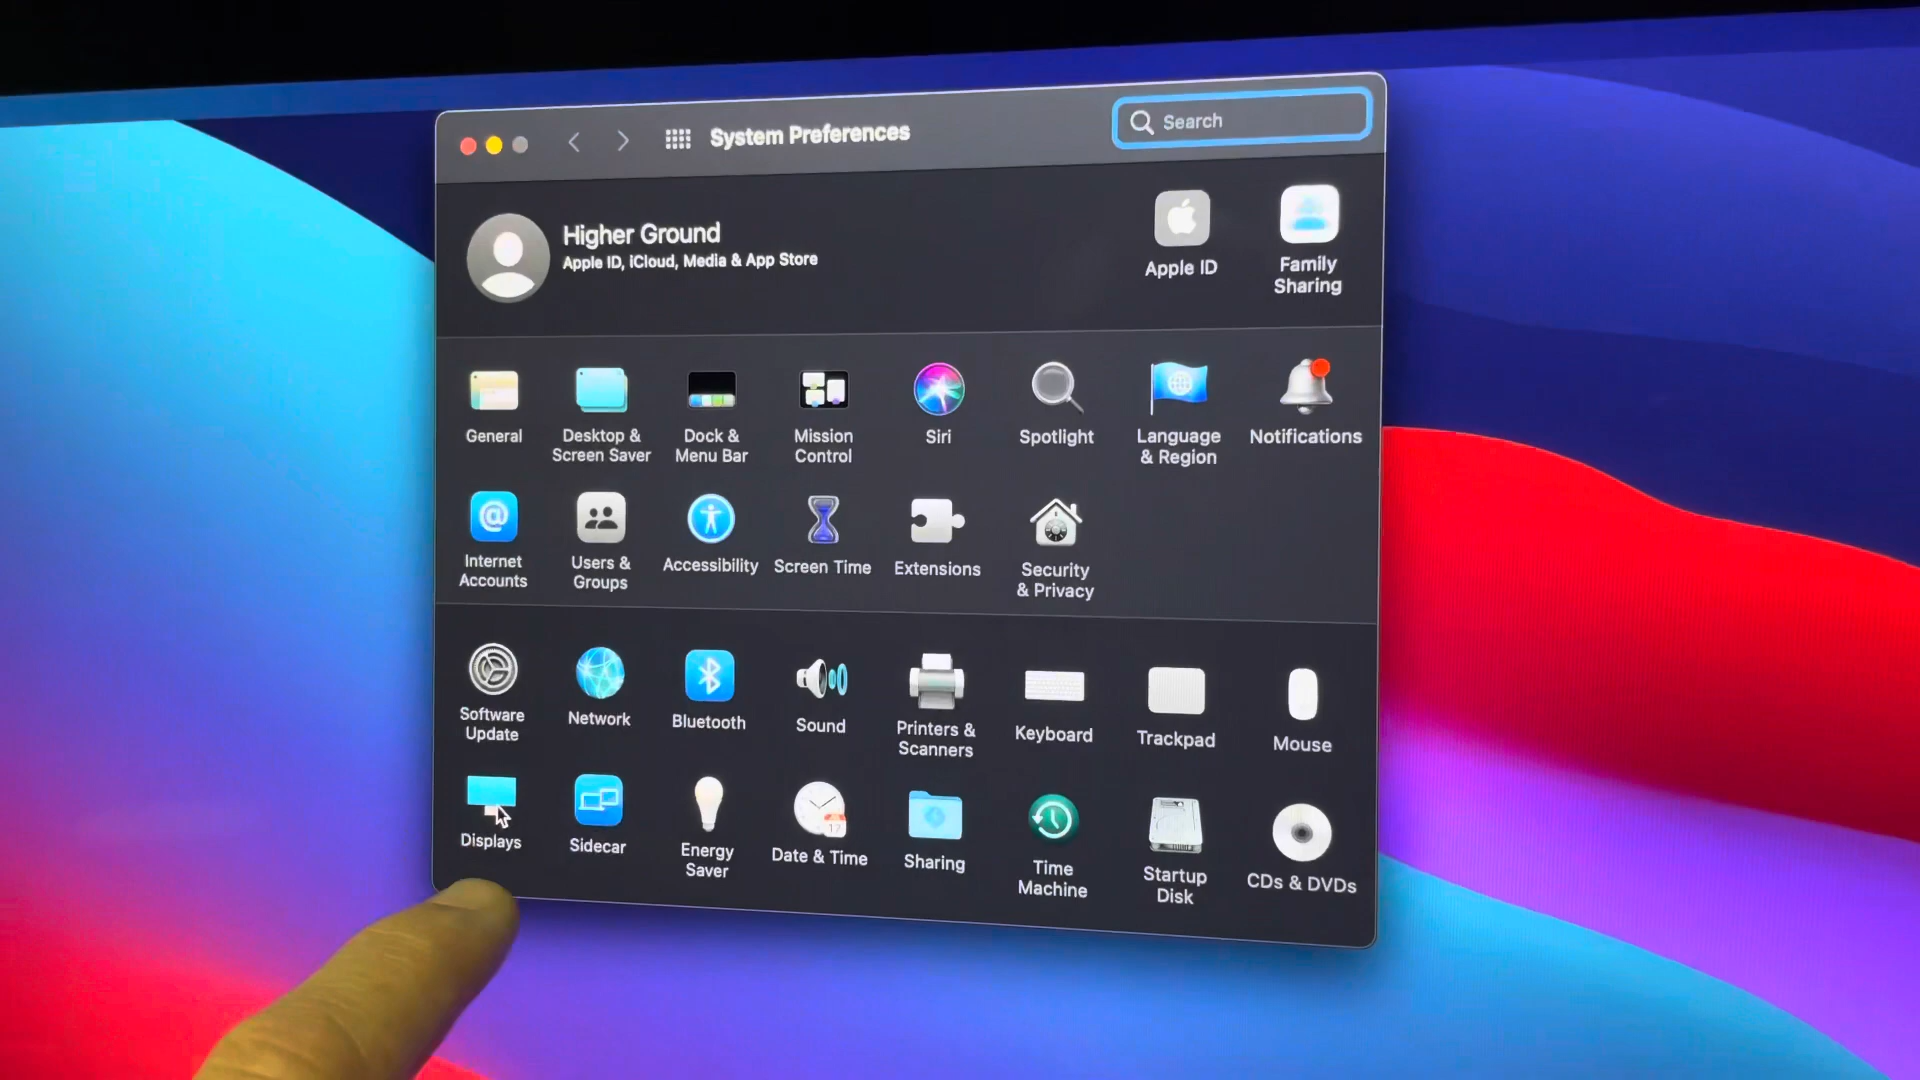 System Preferences
Search
Higher Ground
Apple ID, iCloud, Media & App Store
Apple ID
Family
Sharing
General
Desktop &
Screen Saver
Dock &
Menu Bar
Mission
Control
Siri
Spotlight
Language
& Region
Notifications
Internet
Accounts
Users &
Groups
Accessibility
Screen Time
Extensions
Security
& Privacy
Software
Update
Network
Bluetooth
Sound
Printers &
Scanners
Keyboard
Trackpad
Mouse
Displays
Sidecar
Energy
Saver
17
Date & Time
Sharing
Time
Machine
Startup
Disk
CDs & DVDs